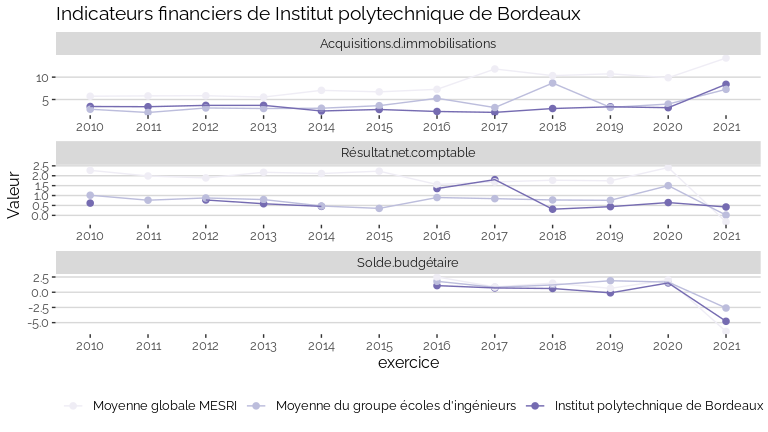 Indicateurs financiers de Institut polytechnique de Bordeaux
Acquisitions.d.immobilisations
10
5
2010 2011 2012 2013 2014 2015 2016 2017 2018 2019 2020 2021
Résultat.net.comptable
2.5
2.0
1.5
1.0
0.5
0.0
2010 2011 2012 2013 2014 2015 2016 2017 2018 2019 2020 2021
Solde.budgétaire
2.5
0.0
-2.5
-5.0
2010 2011 2012 2013 2014 2015 2016 2017 2018 2019 2020 2021
Valeur
exercice
Moyenne globale MESRI Moyenne du groupe écoles d'ingénieurs Institut polytechnique de Bordeaux